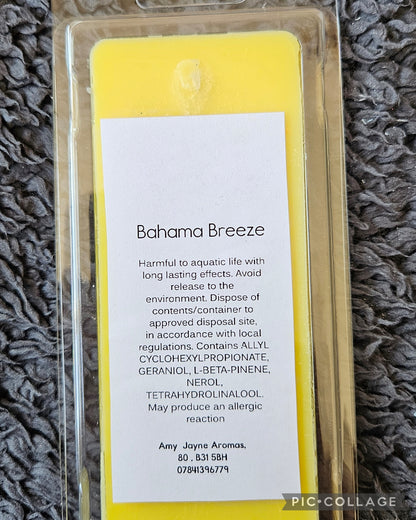 Bahama Breeze
Harmful to aquatic life with
long lasting effects. Avoid
release to the
environment. Dispose of
contents/container to
approved disposal site,
in accordance with local
regulations. Contains ALLYL
CYCLOHEXYLPROPIONATE,
GERANIOL, L-BETA-PINENE,
NEROL,
TETRAHYDROLINALOOL.
May produce an allergic
reaction
Amy Jayne Aromas,
80 , B31 5BH
07841396779
PIC•COLLAGE